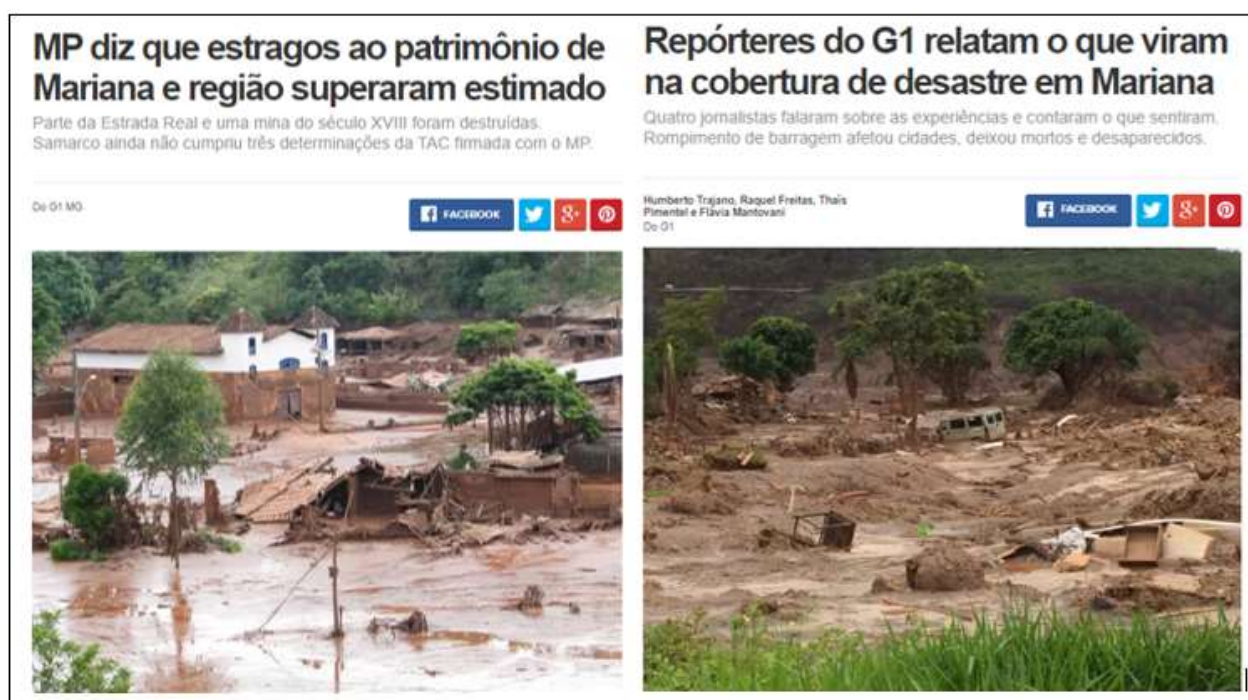 MP diz que estragos ao patrimônio de
Mariana e região superaram estimado
Parte da Estrada Real e uma mina do século XVIII foram destruídas.
Samarco ainda não cumpriu três determinações da TAC firmada com o MP.
Do G1 MG
FACEBOOK
8+
Repórteres do G1 relatam o que viram
na cobertura de desastre em Mariana
Quatro jornalistas falaram sobre as experiências e contaram o que sentiram.
Rompimento de barragem afetou cidades, deixou mortos e desaparecidos.
Humberto Trajano, Raquel Freitas, Thaís
Pimentel e Flávia Mantovani
Do G1
FACEBOOK
8+